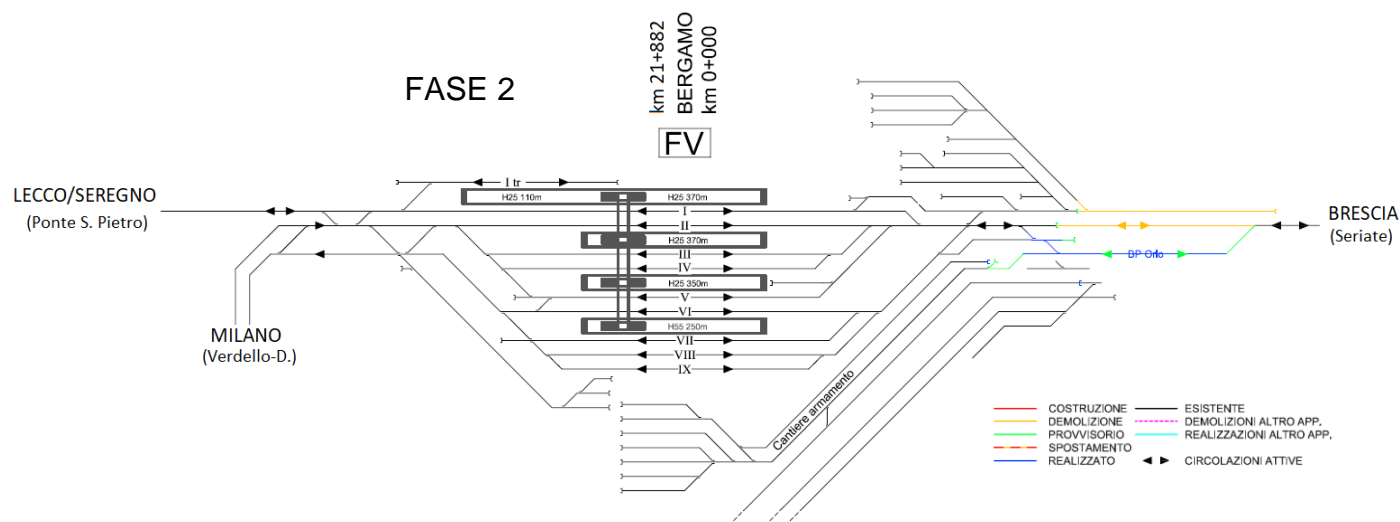 FASE 2
km 21+882
BERGAMO
km 0+000
FV
LECCO/SEREGNO
(Ponte S. Pietro)
I tr
H25 110m
H25 370m
I
II
H25 370m
III
IV
H25 350m
V
VI
H55 250m
VII
VIII
IX
MILANO
(Verdello-D.)
BRESCIA
(Seriate)
BP Orio
Cantiere armamento
COSTRUZIONE
DEMOLIZIONE
PROVVISORIO
SPOSTAMENTO
REALIZZATO
ESISTENTE
DEMOLIZIONI ALTRO APP.
REALIZZAZIONI ALTRO APP.
CIRCOLAZIONI ATTIVE